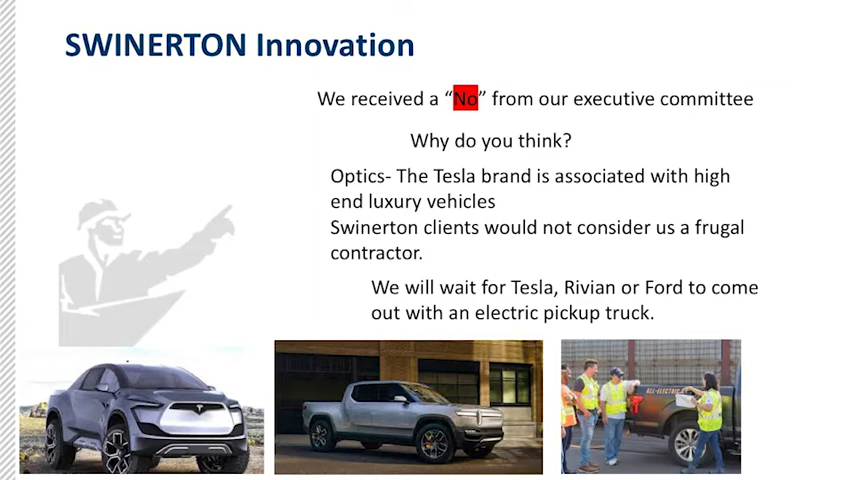 SWINERTON Innovation
We received a “No” from our executive committee
Why do you think?
Optics- The Tesla brand is associated with high
end luxury vehicles
Swinerton clients would not consider us a frugal
contractor.
We will wait for Tesla, Rivian or Ford to come
out with an electric pickup truck.
ALL-ELECTRIC